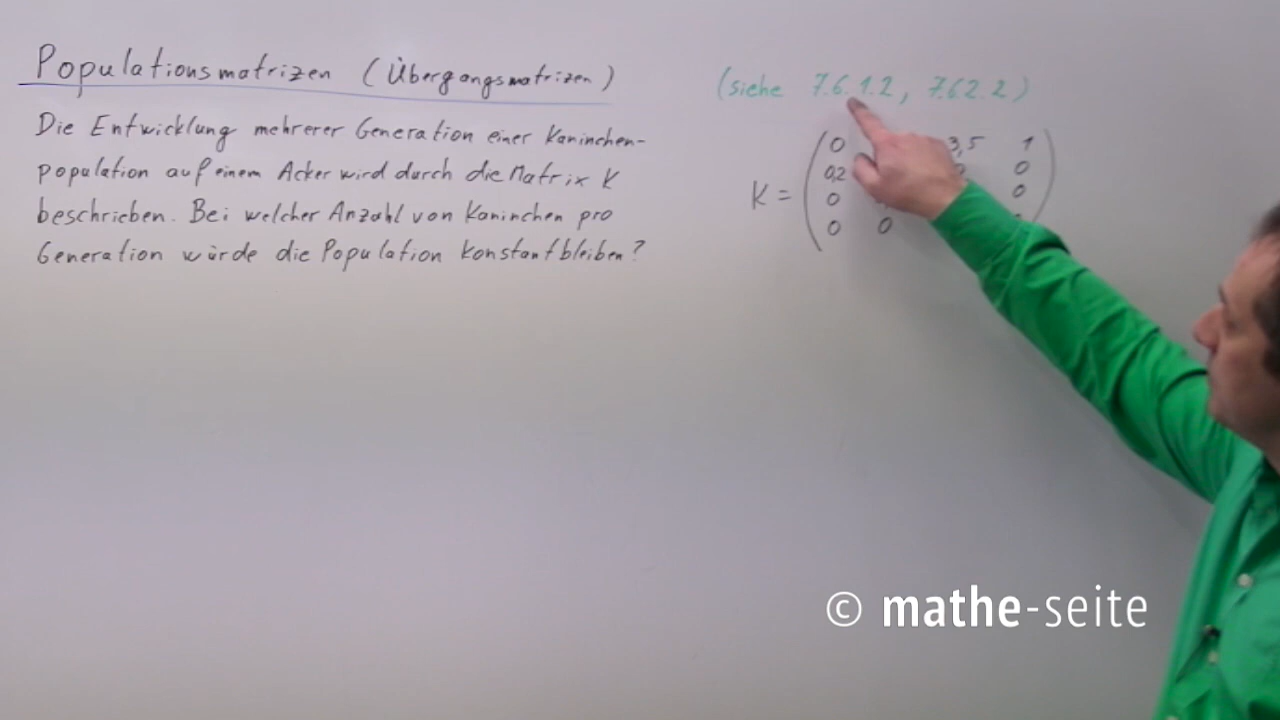 Populationsmatrizen (Übergangsmatrizen)
Die Entwicklung mehrerer Generation einer Kaninchen-
population auf einem Acker wird durch die Matrix K
beschrieben. Bei welcher Anzahl von Kaninchen pro
Generation würde die Population konstant bleiben?
(siehe 7.6.1.2, 7.6.2.2)
0 3,5 1
0,2 0
K = 0 0
0 0
© mathe-seite